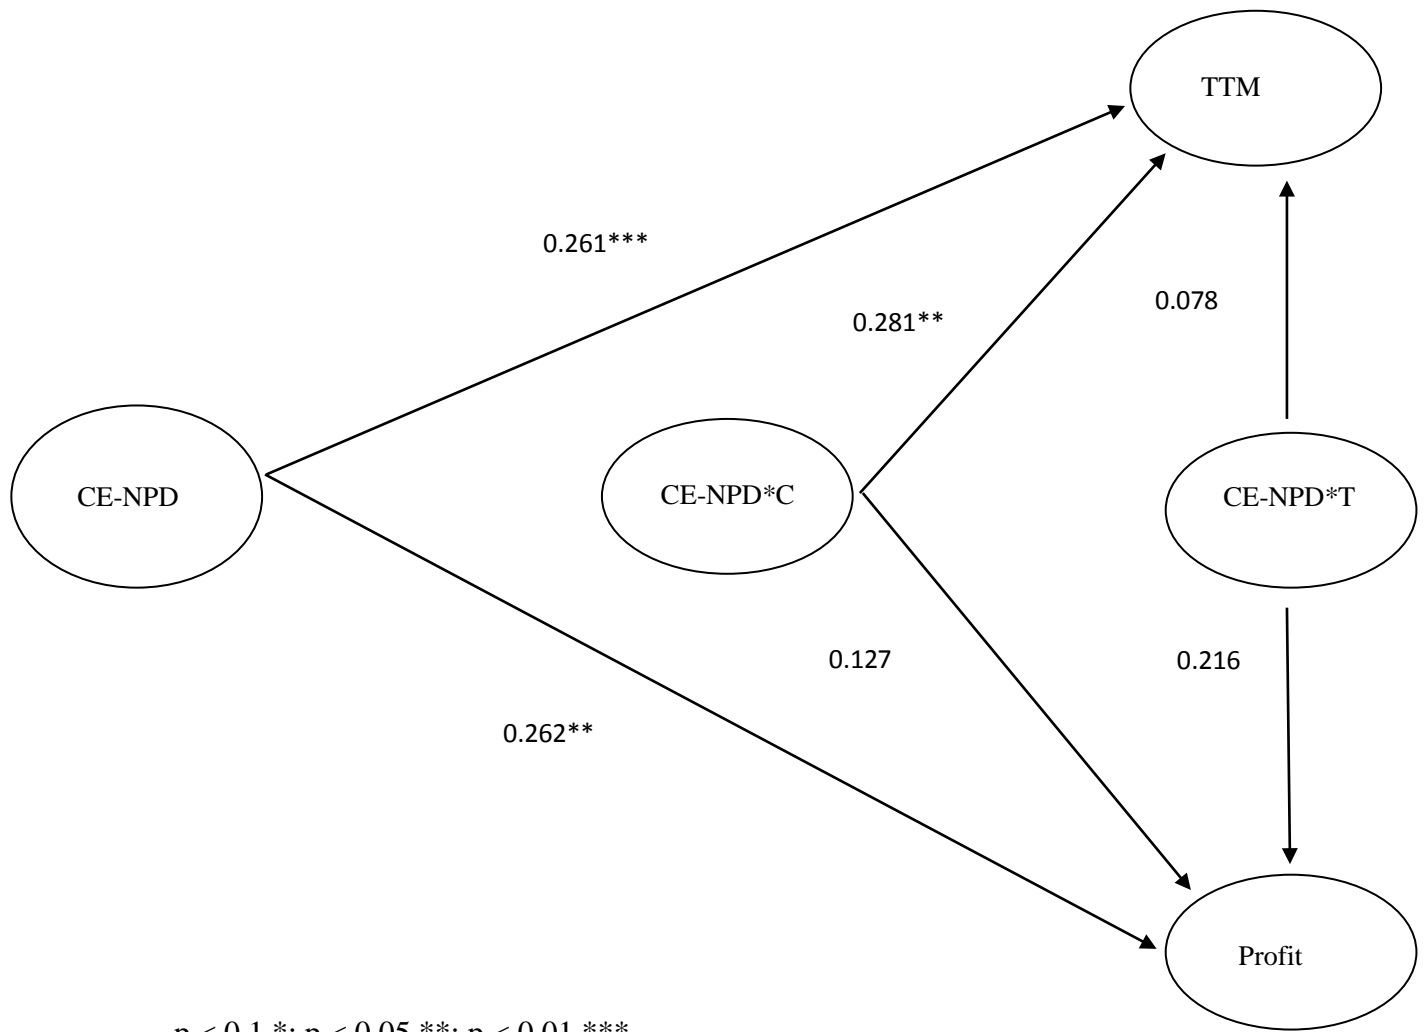 TTM
0.261***
0.281**
0.078
CE-NPD
CE-NPD*C
CE-NPD*T
0.127
0.216
0.262**
Profit
p < 0.1 *; p < 0.05 **; p < 0.01 ***